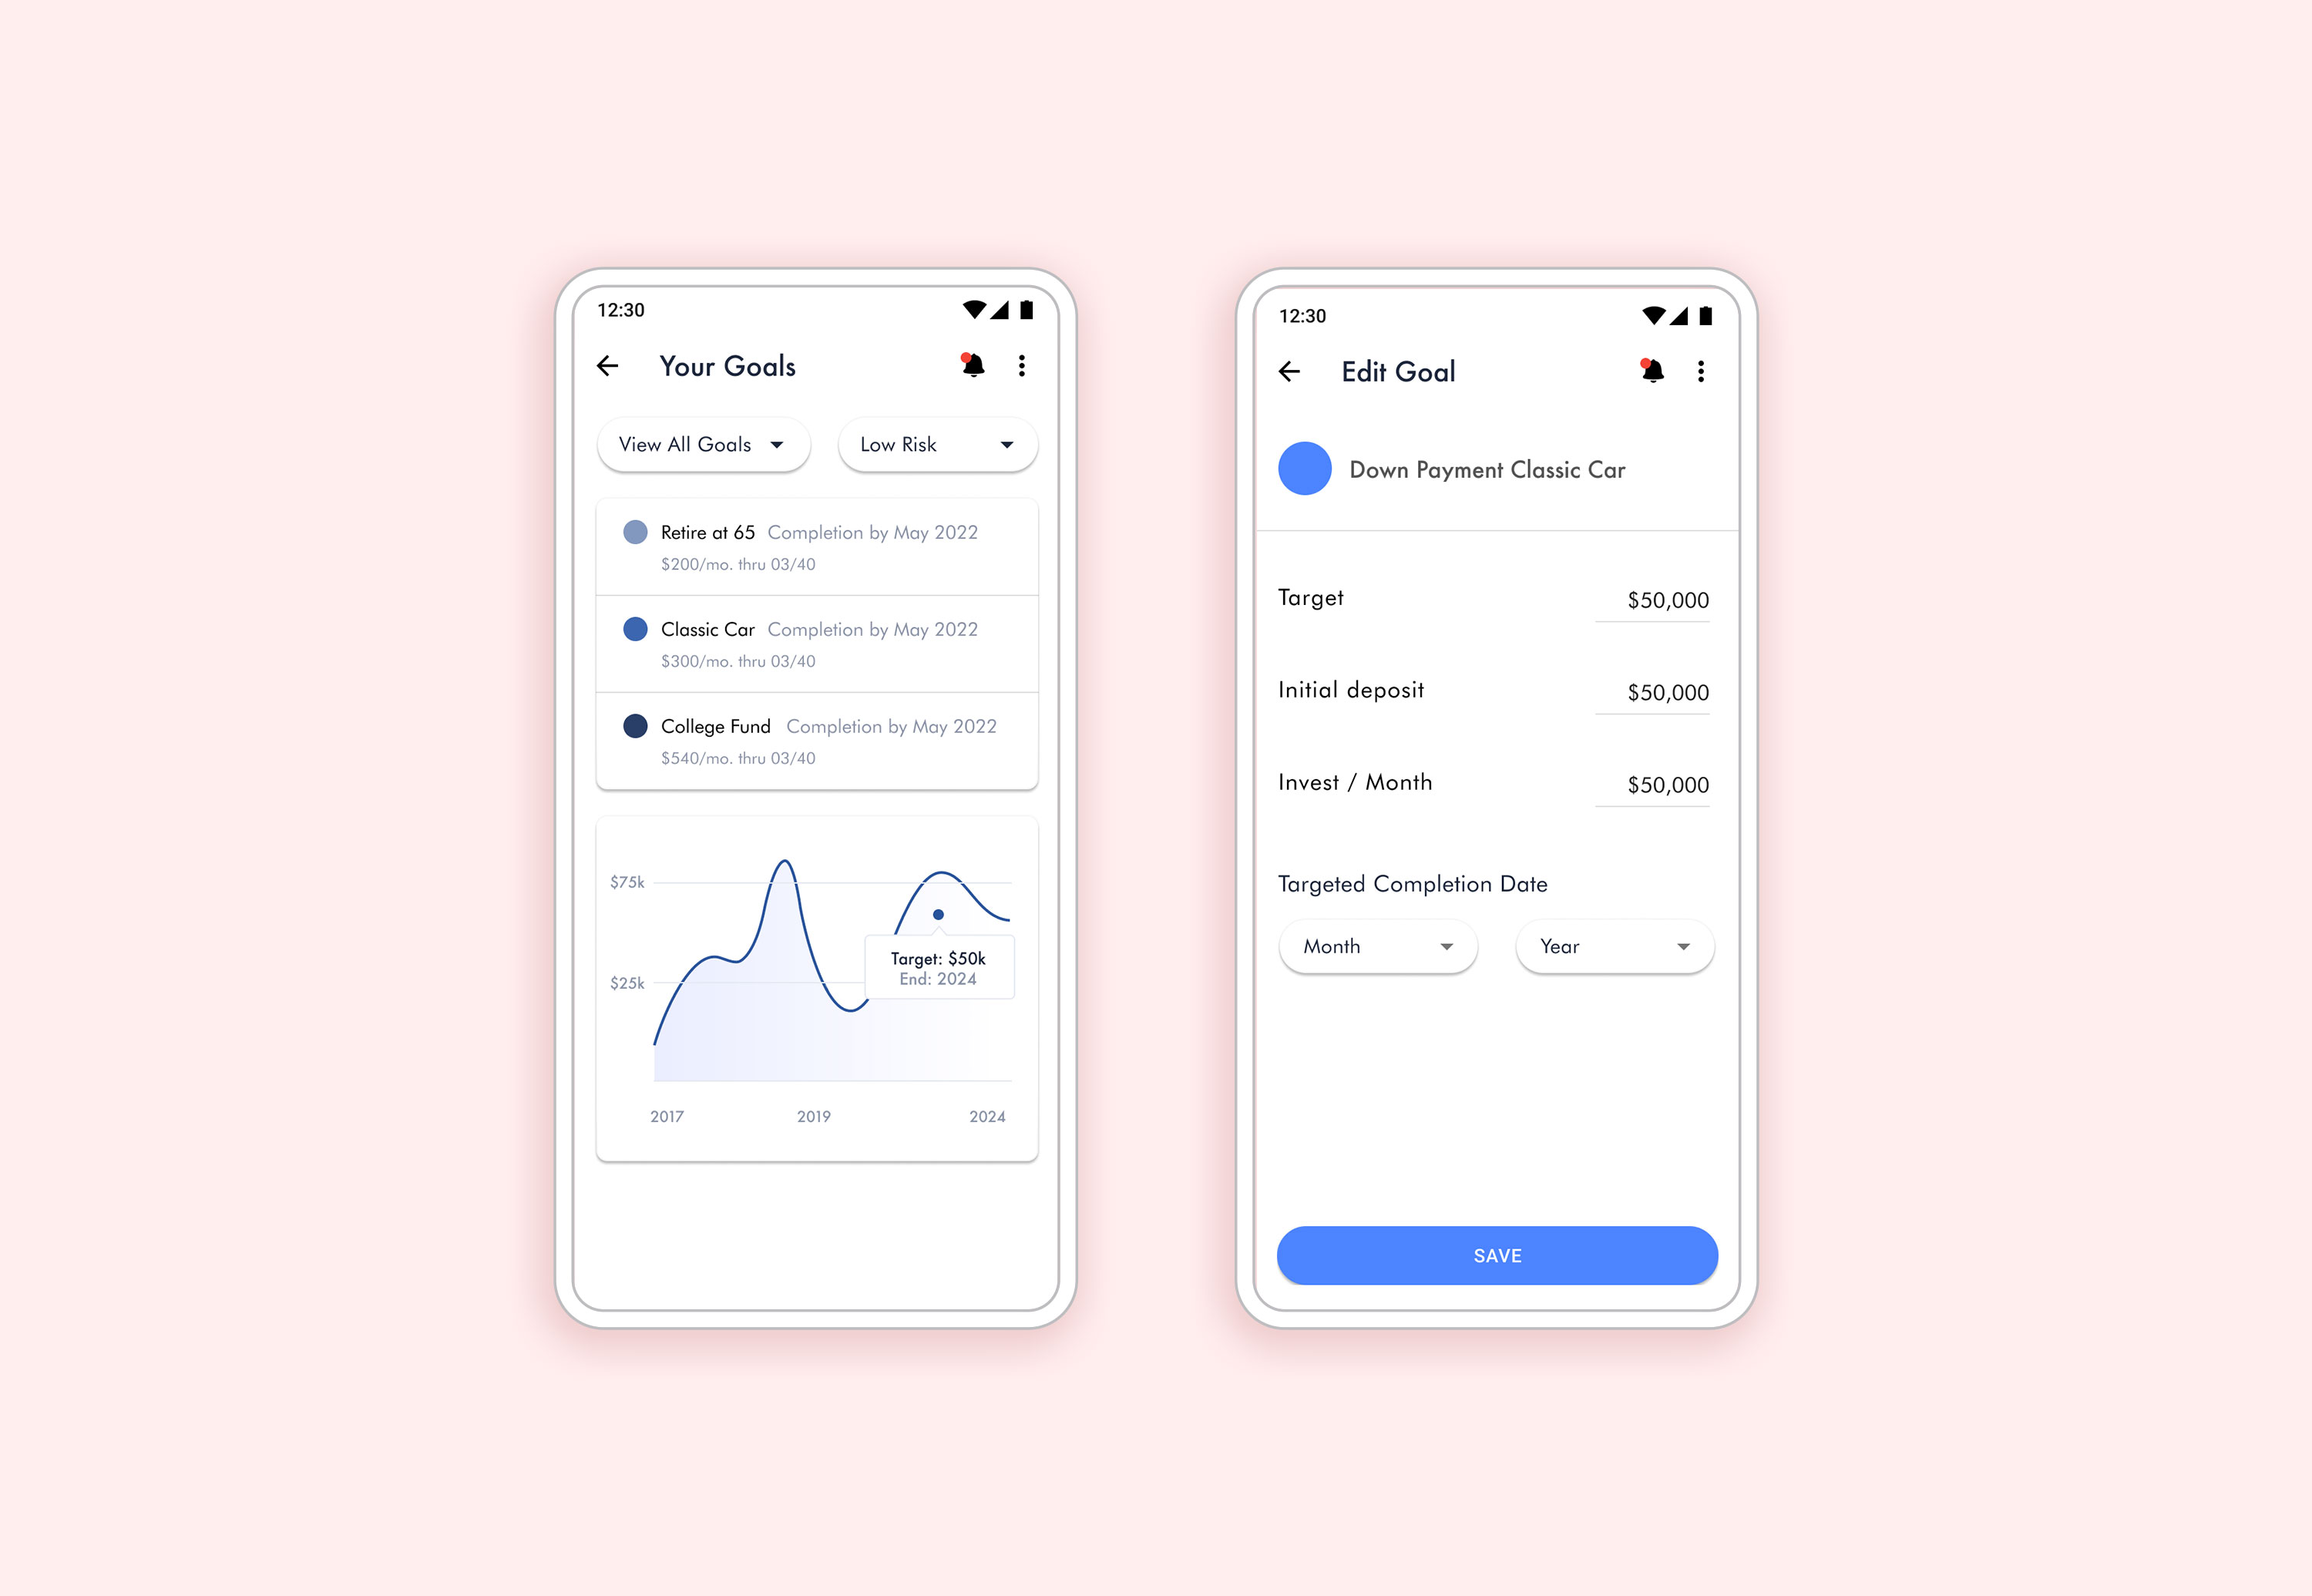 12:30
Your Goals
View All Goals
Low Risk
Retire at 65 Completion by May 2022
$200/mo. thru 03/40
Classic Car Completion by May 2022
$300/mo. thru 03/40
College Fund Completion by May 2022
$540/mo. thru 03/40
$75k
$25k
Target: $50k
End: 2024
2017 2019 2024
12:30
Edit Goal
Down Payment Classic Car
Target $50,000
Initial deposit $50,000
Invest / Month $50,000
Targeted Completion Date
Month
Year
SAVE